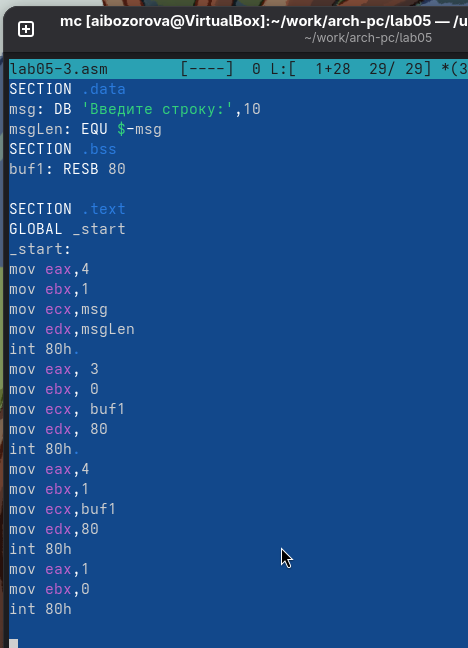 mc [aibozorova@VirtualBox]:~/work/arch-pc/lab05 — /u
~/work/arch-pc/lab05
lab05-3.asm [----] 0 L:[ 1+28 29/ 29] *(3
SECTION .data
msg: DB 'Введите строку:',10
msgLen: EQU $-msg
SECTION .bss
buf1: RESB 80
SECTION .text
GLOBAL _start
_start:
mov eax,4
mov ebx,1
mov ecx,msg
mov edx,msgLen
int 80h.
mov eax, 3
mov ebx, 0
mov ecx, buf1
mov edx, 80
int 80h.
mov eax,4
mov ebx,1
mov ecx,buf1
mov edx,80
int 80h
mov eax,1
mov ebx,0
int 80h